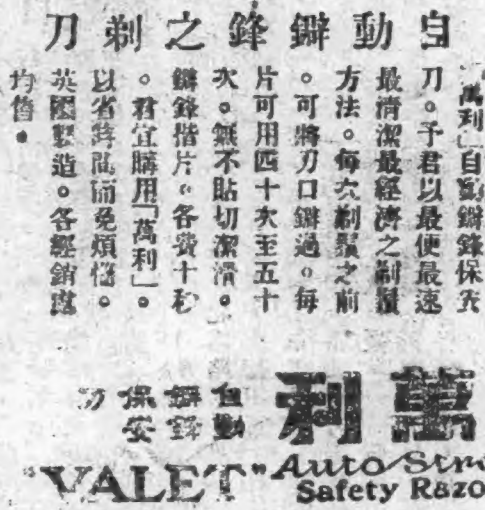 自動鐴鋒之剃刀
「萬利」自動鐴鋒保安
刀。予君以最便最速
最清潔最經濟之剃鬚
方法。每次剃鬚之前
。可將刀口鐴過。每
片可用四十次至五十
次。無不貼切潔滑。
鐴鋒揩片。各費十秒
。君宜購用「萬利」。
以省時間而免煩惱。
英國製造。各經銷處
均售。
萬利
自動
鐴鋒
保安
刀
"VALET" Auto Stro
Safety Razo